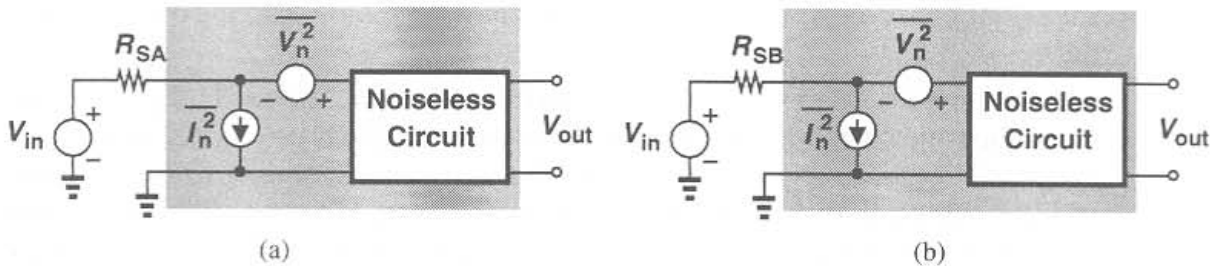 R_SA
V_n^2
V_in
+
−
I_n^2
−
+
Noiseless
Circuit
V_out
(a)
R_SB
V_n^2
V_in
+
−
I_n^2
−
+
Noiseless
Circuit
V_out
(b)